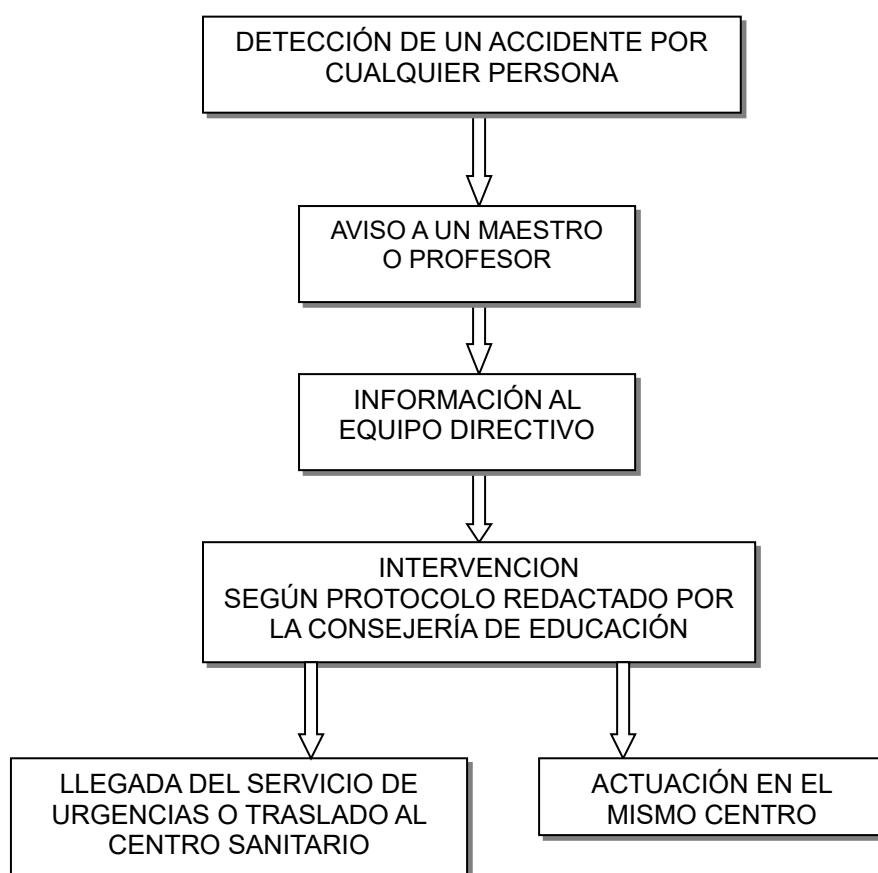 DETECCIÓN DE UN ACCIDENTE POR
CUALQUIER PERSONA
AVISO A UN MAESTRO
O PROFESOR
INFORMACIÓN AL
EQUIPO DIRECTIVO
INTERVENCION
SEGÚN PROTOCOLO REDACTADO POR
LA CONSEJERÍA DE EDUCACIÓN
LLEGADA DEL SERVICIO DE
URGENCIAS O TRASLADO AL
CENTRO SANITARIO
ACTUACIÓN EN EL
MISMO CENTRO